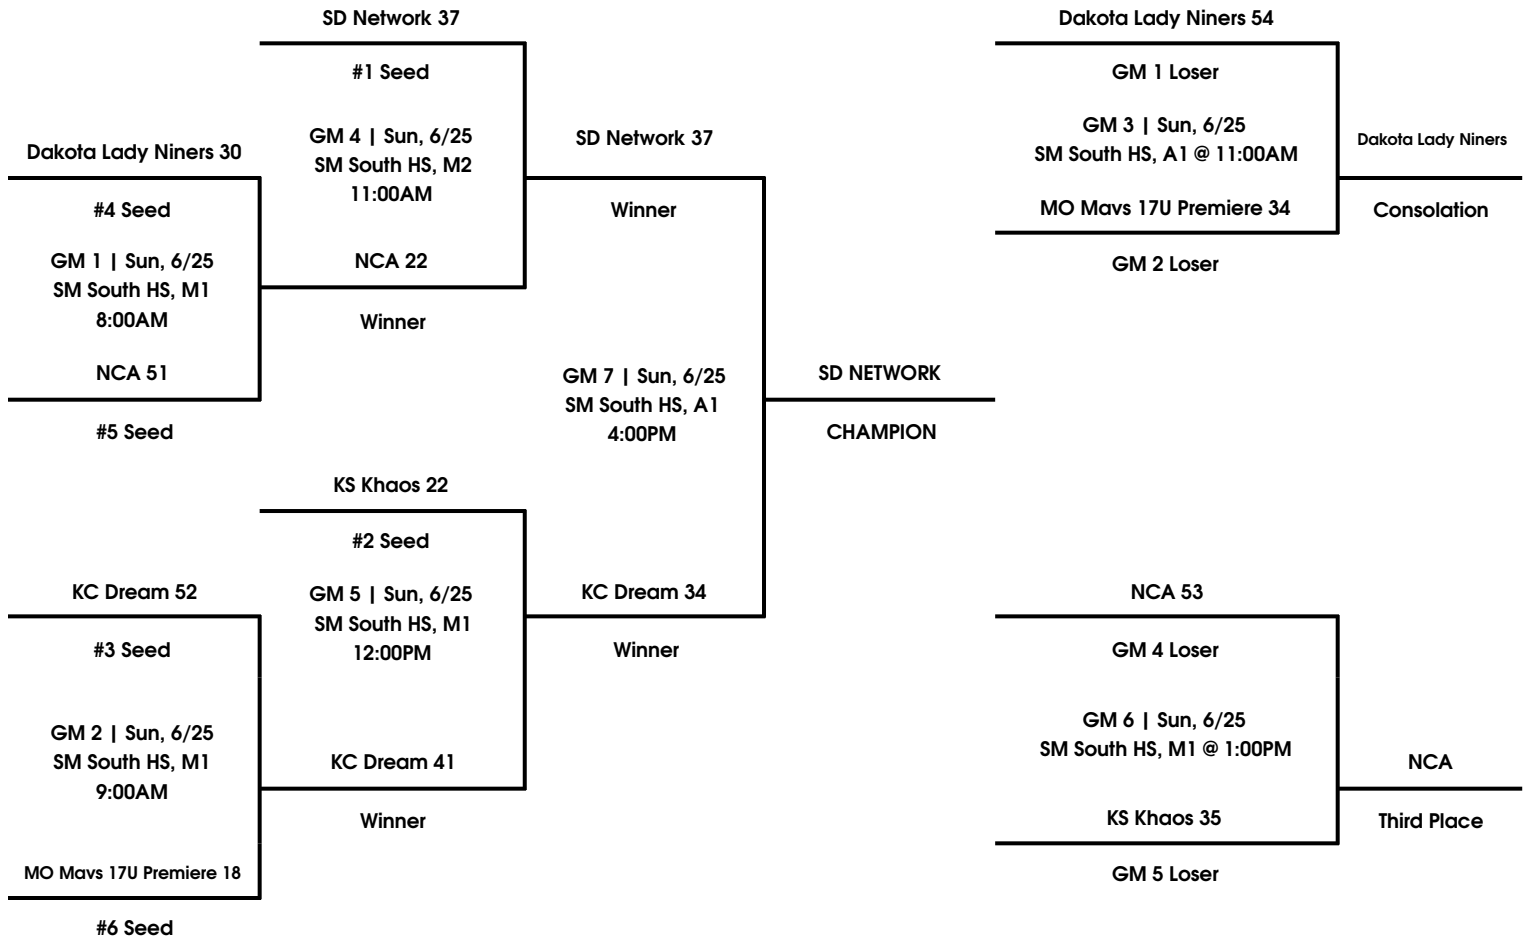 SD Network 37
#1 Seed
GM 4 | Sun, 6/25
SM South HS, M2
11:00AM
NCA 22
Winner
Dakota Lady Niners 30
#4 Seed
GM 1 | Sun, 6/25
SM South HS, M1
8:00AM
NCA 51
#5 Seed
SD Network 37
Winner
GM 7 | Sun, 6/25
SM South HS, A1
4:00PM
SD NETWORK
CHAMPION
KS Khaos 22
#2 Seed
GM 5 | Sun, 6/25
SM South HS, M1
12:00PM
KC Dream 41
Winner
KC Dream 52
#3 Seed
GM 2 | Sun, 6/25
SM South HS, M1
9:00AM
MO Mavs 17U Premiere 18
#6 Seed
KC Dream 34
Winner
Dakota Lady Niners 54
GM 1 Loser
GM 3 | Sun, 6/25
SM South HS, A1 @ 11:00AM
MO Mavs 17U Premiere 34
GM 2 Loser
Dakota Lady Niners
Consolation
NCA 53
GM 4 Loser
GM 6 | Sun, 6/25
SM South HS, M1 @ 1:00PM
KS Khaos 35
GM 5 Loser
NCA
Third Place